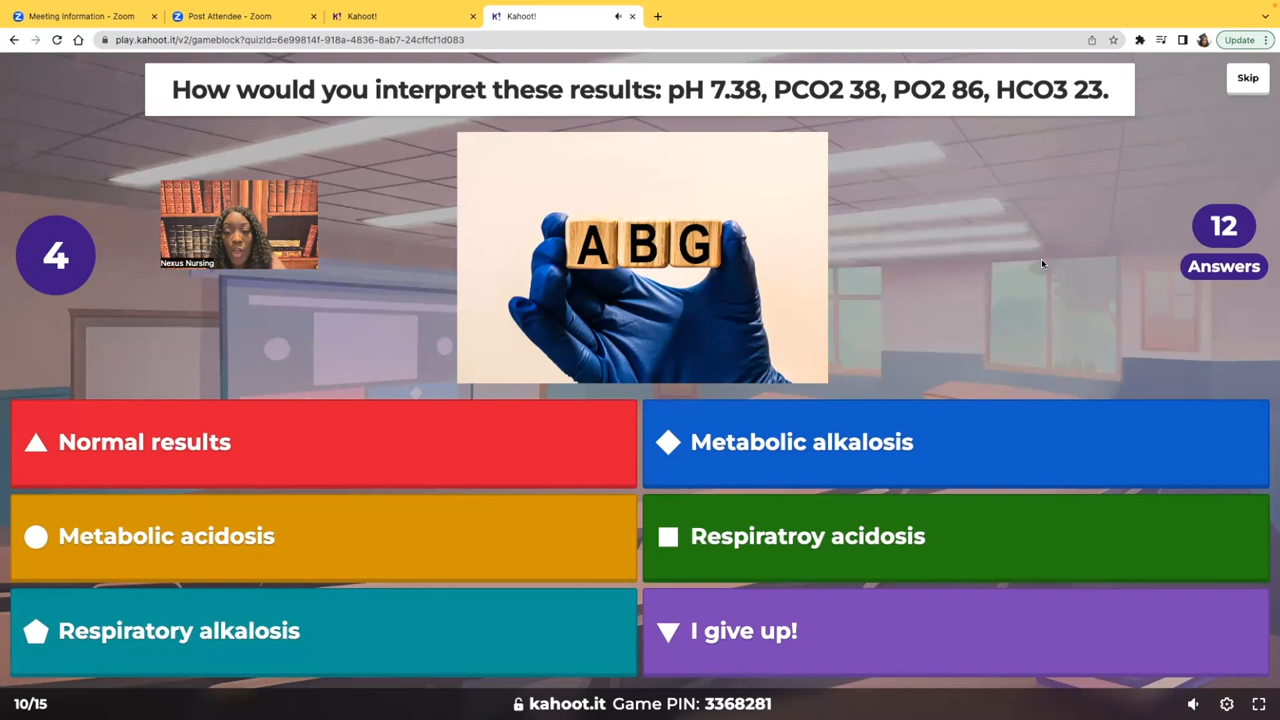 Meeting Information - Zoom
Post Attendee - Zoom
K! Kahoot!
K! Kahoot!
play.kahoot.it/v2/gameblock?quizId=6e99814f-918a-4836-8ab7-24cffcf1d083
Update
How would you interpret these results: pH 7.38, PCO2 38, PO2 86, HCO3 23.
Skip
4
Nexus Nursing
ABG
12
Answers
Normal results
Metabolic alkalosis
Metabolic acidosis
Respiratroy acidosis
Respiratory alkalosis
I give up!
10/15
kahoot.it Game PIN: 3368281